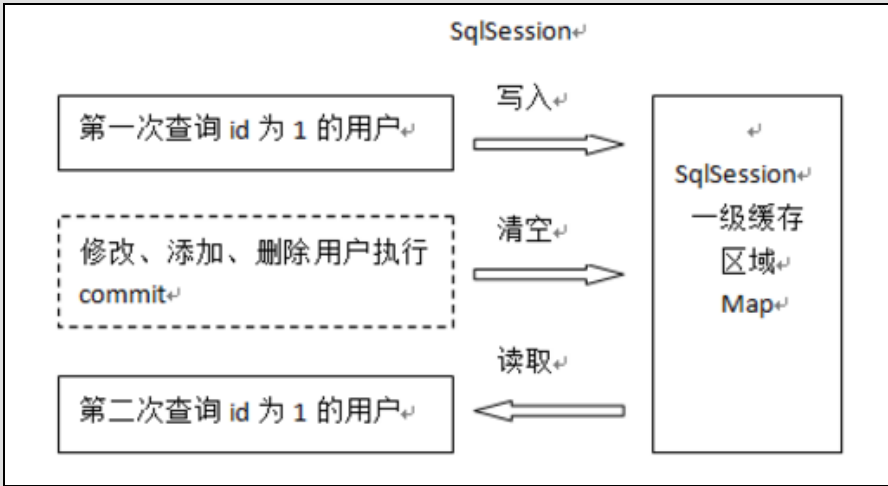 SqlSession
第一次查询 id 为 1 的用户
写入
修改、添加、删除用户执行
commit
清空
第二次查询 id 为 1 的用户
读取
SqlSession
一级缓存
区域
Map